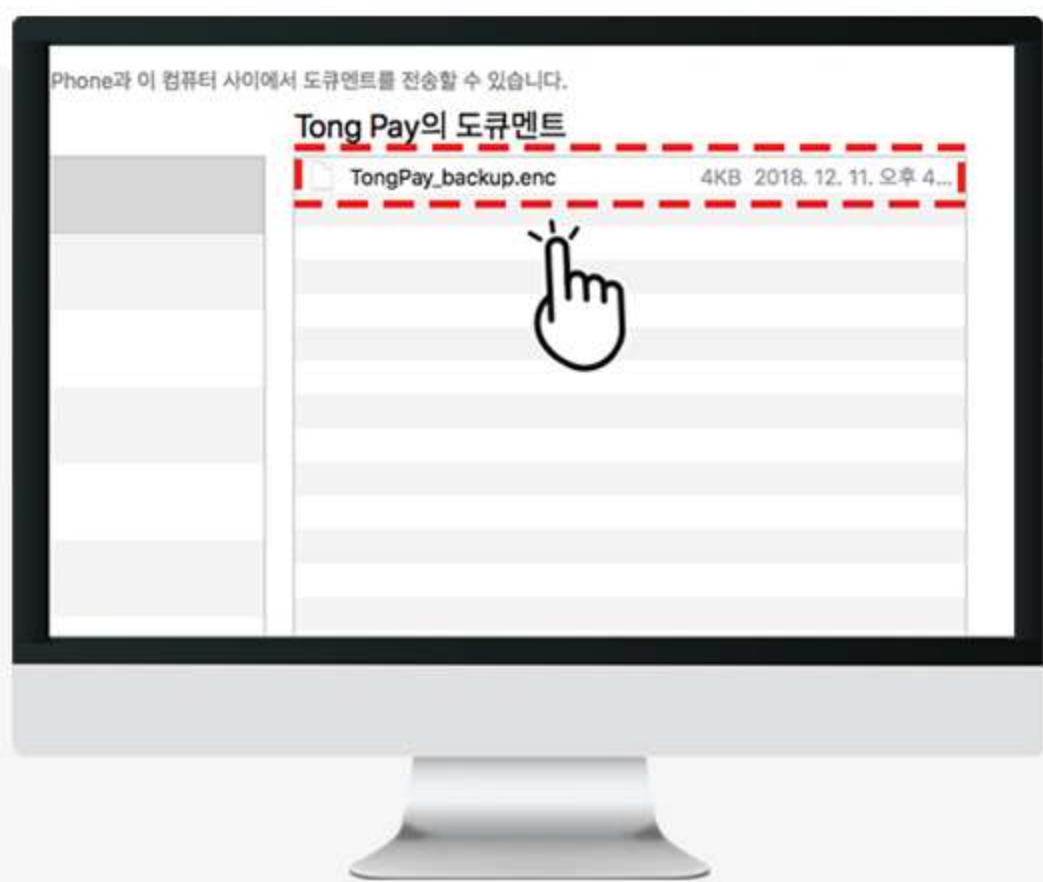 Phone과 이 컴퓨터 사이에서 도큐멘트를 전송할 수 있습니다.
Tong Pay의 도큐멘트
TongPay_backup.enc 4KB 2018. 12. 11. 오후 4...